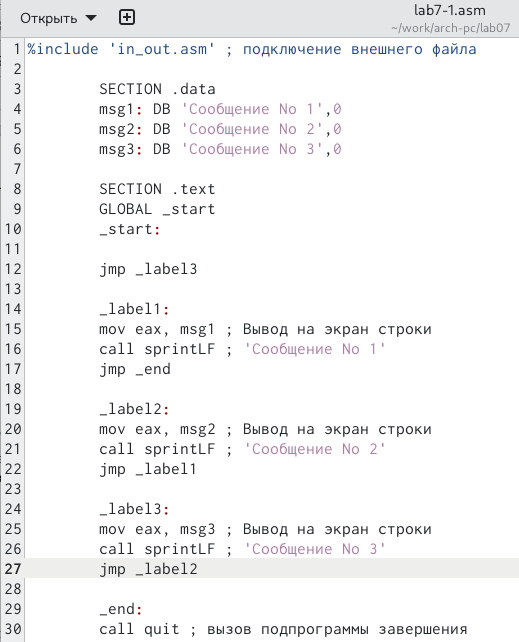 Открыть
lab7-1.asm
~/work/arch-pc/lab07
1 %include 'in_out.asm' ; подключение внешнего файла
2
3 SECTION .data
4 msg1: DB 'Сообщение No 1',0
5 msg2: DB 'Сообщение No 2',0
6 msg3: DB 'Сообщение No 3',0
7
8 SECTION .text
9 GLOBAL _start
10 _start:
11
12 jmp _label3
13
14 _label1:
15 mov eax, msg1 ; Вывод на экран строки
16 call sprintLF ; 'Сообщение No 1'
17 jmp _end
18
19 _label2:
20 mov eax, msg2 ; Вывод на экран строки
21 call sprintLF ; 'Сообщение No 2'
22 jmp _label1
23
24 _label3:
25 mov eax, msg3 ; Вывод на экран строки
26 call sprintLF ; 'Сообщение No 3'
27 jmp _label2
28
29 _end:
30 call quit ; вызов подпрограммы завершения